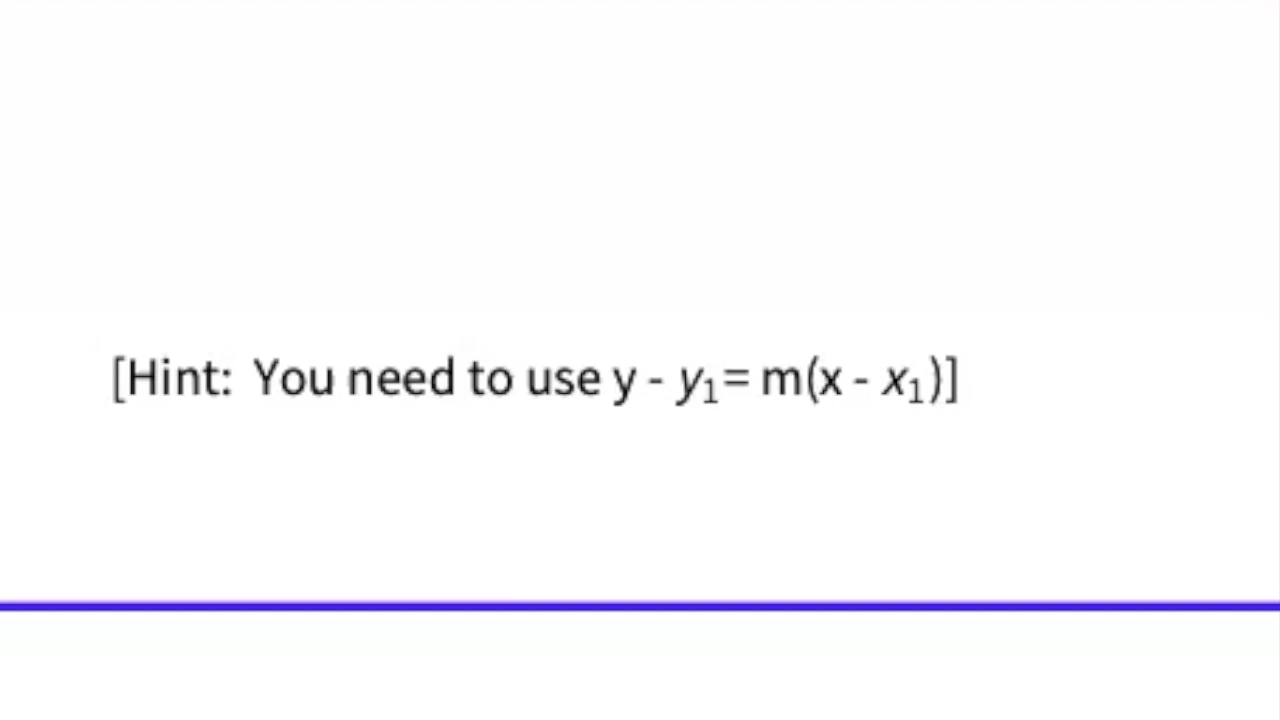 [Hint: You need to use y - y₁= m(x - x₁)]